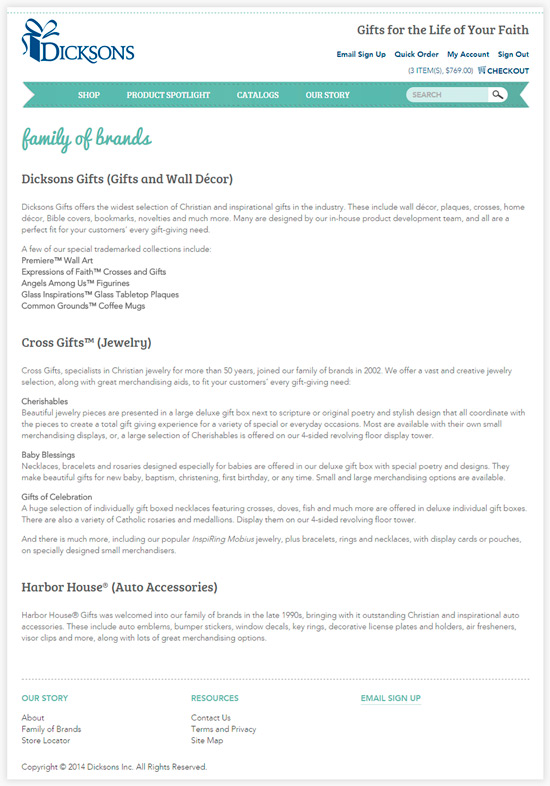 DICKSONS
Gifts for the Life of Your Faith
Email Sign Up Quick Order My Account Sign Out
(3 ITEM(S), $769.00) CHECKOUT
SHOP PRODUCT SPOTLIGHT CATALOGS OUR STORY SEARCH
family of brands
Dicksons Gifts (Gifts and Wall Décor)
Dicksons Gifts offers the widest selection of Christian and inspirational gifts in the industry. These include wall décor, plaques, crosses, home
décor, Bible covers, bookmarks, novelties and much more. Many are designed by our in-house product development team, and all are a
perfect fit for your customers' every gift-giving need.
A few of our special trademarked collections include:
Premiere™ Wall Art
Expressions of Faith™ Crosses and Gifts
Angels Among Us™ Figurines
Glass Inspirations™ Glass Tabletop Plaques
Common Grounds™ Coffee Mugs
Cross Gifts™ (Jewelry)
Cross Gifts, specialists in Christian jewelry for more than 50 years, joined our family of brands in 2002. We offer a vast and creative jewelry
selection, along with great merchandising aids, to fit your customers' every gift-giving need:
Cherishables
Beautiful jewelry pieces are presented in a large deluxe gift box next to scripture or original poetry and stylish design that all coordinate with
the pieces to create a total gift giving experience for a variety of special or everyday occasions. Most are available with their own small
merchandising displays, or, a large selection of Cherishables is offered on our 4-sided revolving floor display tower.
Baby Blessings
Necklaces, bracelets and rosaries designed especially for babies are offered in our deluxe gift box with special poetry and designs. They
make beautiful gifts for new baby, baptism, christening, first birthday, or any time. Small and large merchandising options are available.
Gifts of Celebration
A huge selection of individually gift boxed necklaces featuring crosses, doves, fish and much more are offered in deluxe individual gift boxes.
There are also a variety of Catholic rosaries and medallions. Display them on our 4-sided revolving floor tower.
And there is much more, including our popular InspiRing Mobius jewelry, plus bracelets, rings and necklaces, with display cards or pouches,
on specially designed small merchandisers.
Harbor House® (Auto Accessories)
Harbor House® Gifts was welcomed into our family of brands in the late 1990s, bringing with it outstanding Christian and inspirational auto
accessories. These include auto emblems, bumper stickers, window decals, key rings, decorative license plates and holders, air fresheners,
visor clips and more, along with lots of great merchandising options.
OUR STORY RESOURCES EMAIL SIGN UP
About Contact Us
Family of Brands Terms and Privacy
Store Locator Site Map
Copyright © 2014 Dicksons Inc. All Rights Reserved.